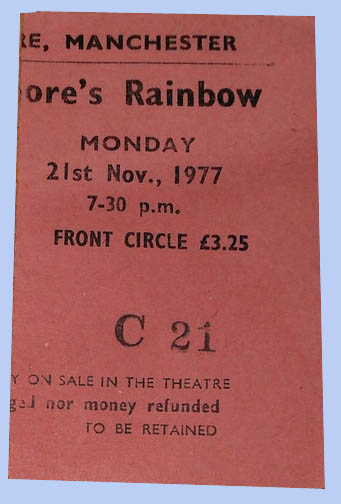 RE, MANCHESTER
ore's Rainbow
MONDAY
21st Nov., 1977
7-30 p.m.
FRONT CIRCLE £3.25
C 21
Y ON SALE IN THE THEATRE
ged nor money refunded
TO BE RETAINED